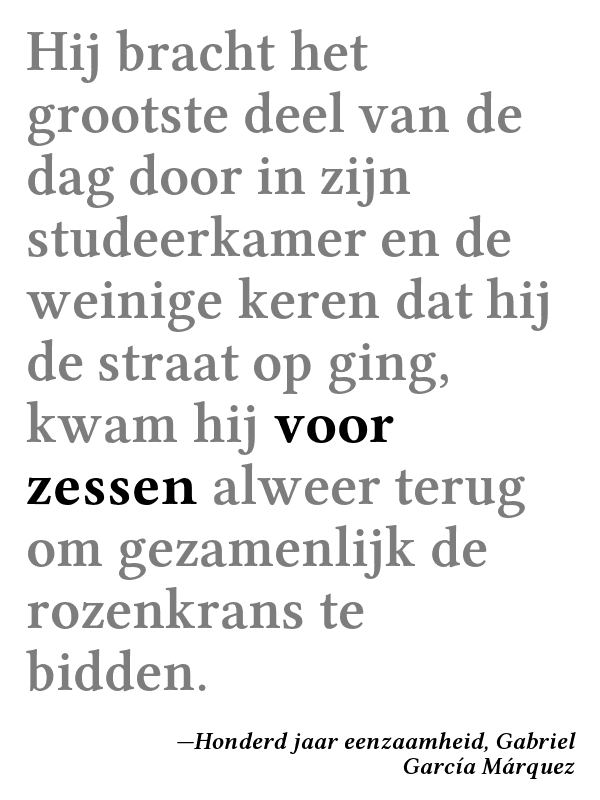 Hij bracht het
grootste deel van de
dag door in zijn
studeerkamer en de
weinige keren dat hij
de straat op ging,
kwam hij voor
zessen alweer terug
om gezamenlijk de
rozenkrans te
bidden.
—Honderd jaar eenzaamheid, Gabriel
García Márquez